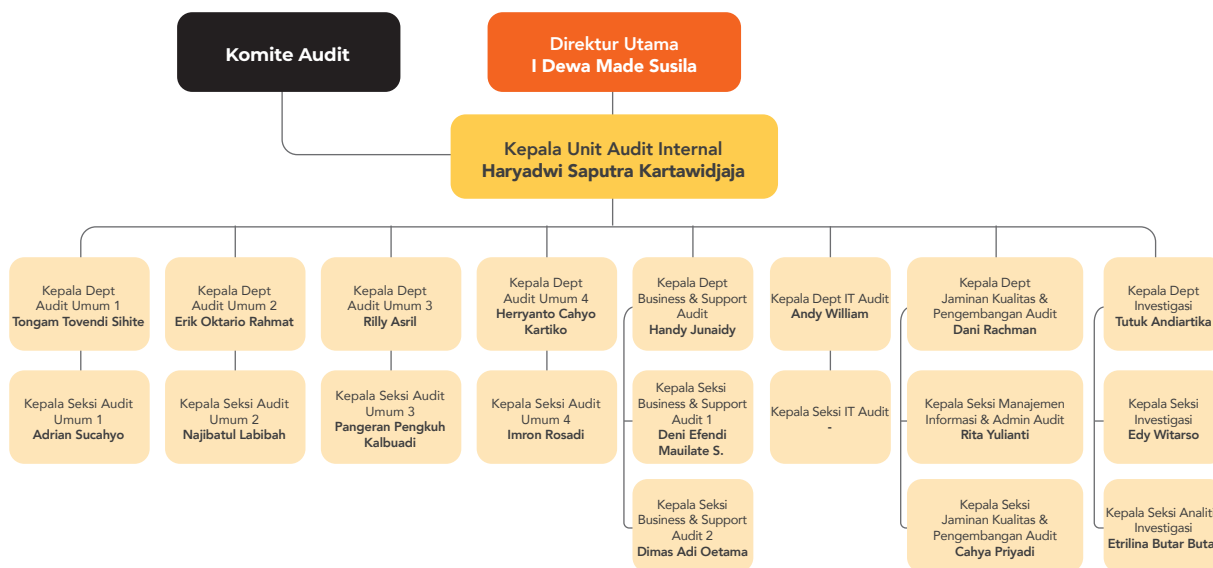 Komite Audit
Direktur Utama
I Dewa Made Susila
Kepala Unit Audit Internal
Haryadwi Saputra Kartawidjaja
Kepala Dept
Audit Umum 1
Tongam Tovendi Sihite
Kepala Dept
Audit Umum 2
Erik Oktario Rahmat
Kepala Dept
Audit Umum 3
Rilly Asril
Kepala Dept
Audit Umum 4
Herryanto Cahyo
Kartiko
Kepala Dept
Business & Support
Audit
Handy Junaidy
Kepala Dept IT Audit
Andy William
Kepala Dept
Jaminan Kualitas &
Pengembangan Audit
Dani Rachman
Kepala Dept
Investigasi
Tutuk Andiartika
Kepala Seksi Audit
Umum 1
Adrian Sucahyo
Kepala Seksi Audit
Umum 2
Najibatul Labibah
Kepala Seksi Audit
Umum 3
Pangeran Pengkuh
Kalbuadi
Kepala Seksi Audit
Umum 4
Imron Rosadi
Kepala Seksi
Business & Support
Audit 1
Deni Efendi
Mauilate S.
Kepala Seksi IT Audit
-
Kepala Seksi Manajemen
Informasi & Admin Audit
Rita Yulianti
Kepala Seksi
Investigasi
Edy Witarso
Kepala Seksi
Business & Support
Audit 2
Dimas Adi Oetama
Kepala Seksi
Jaminan Kualitas &
Pengembangan Audit
Cahya Priyadi
Kepala Seksi
Investigasi
Etrilina Butar